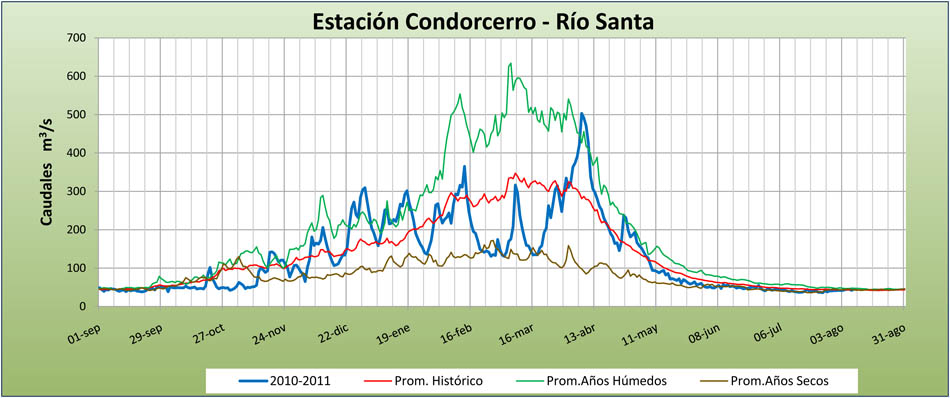 Estación Condorcerro - Río Santa
Caudales m³/s
700
600
500
400
300
200
100
0
01-sep
29-sep
27-oct
24-nov
22-dic
19-ene
16-feb
16-mar
13-abr
11-may
08-jun
06-jul
03-ago
31-ago
2010-2011
Prom. Histórico
Prom.Años Húmedos
Prom.Años Secos